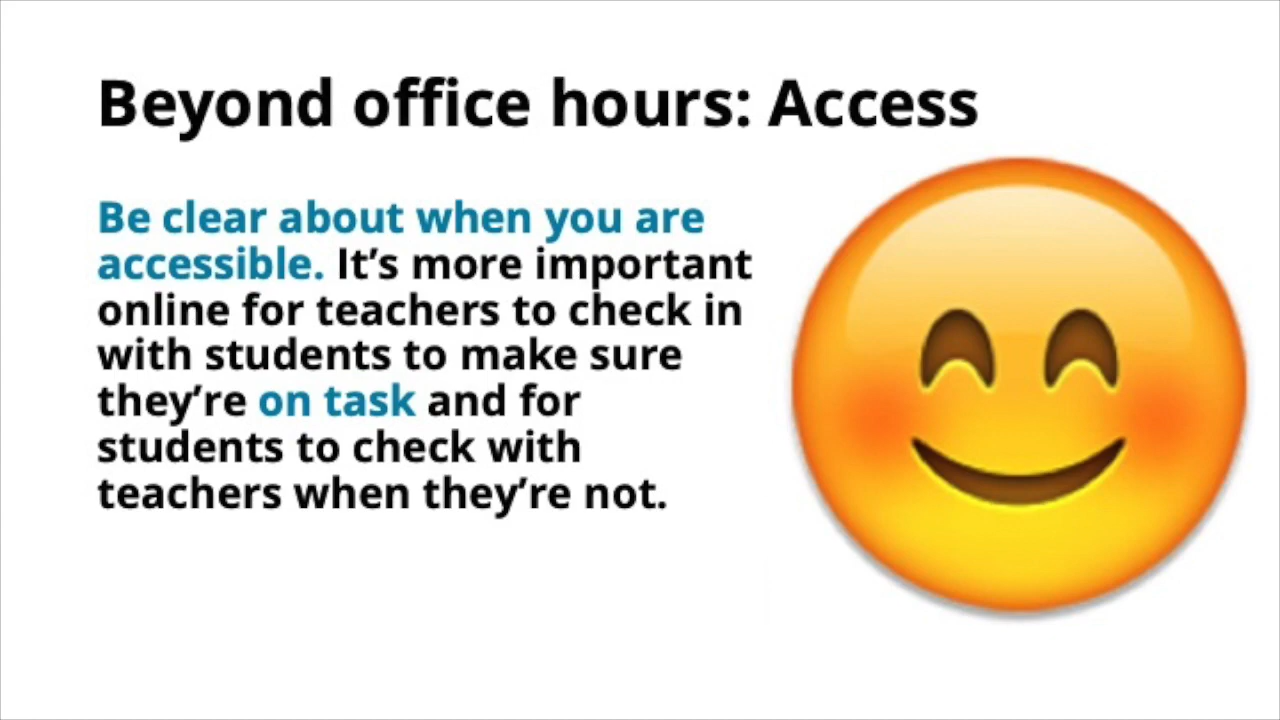 Beyond office hours: Access
Be clear about when you are
accessible. It’s more important
online for teachers to check in
with students to make sure
they’re on task and for
students to check with
teachers when they’re not.